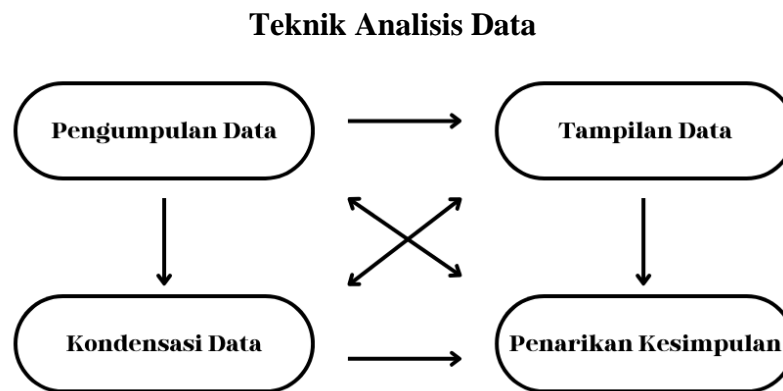 Teknik Analisis Data
Pengumpulan Data
Tampilan Data
Kondensasi Data
Penarikan Kesimpulan